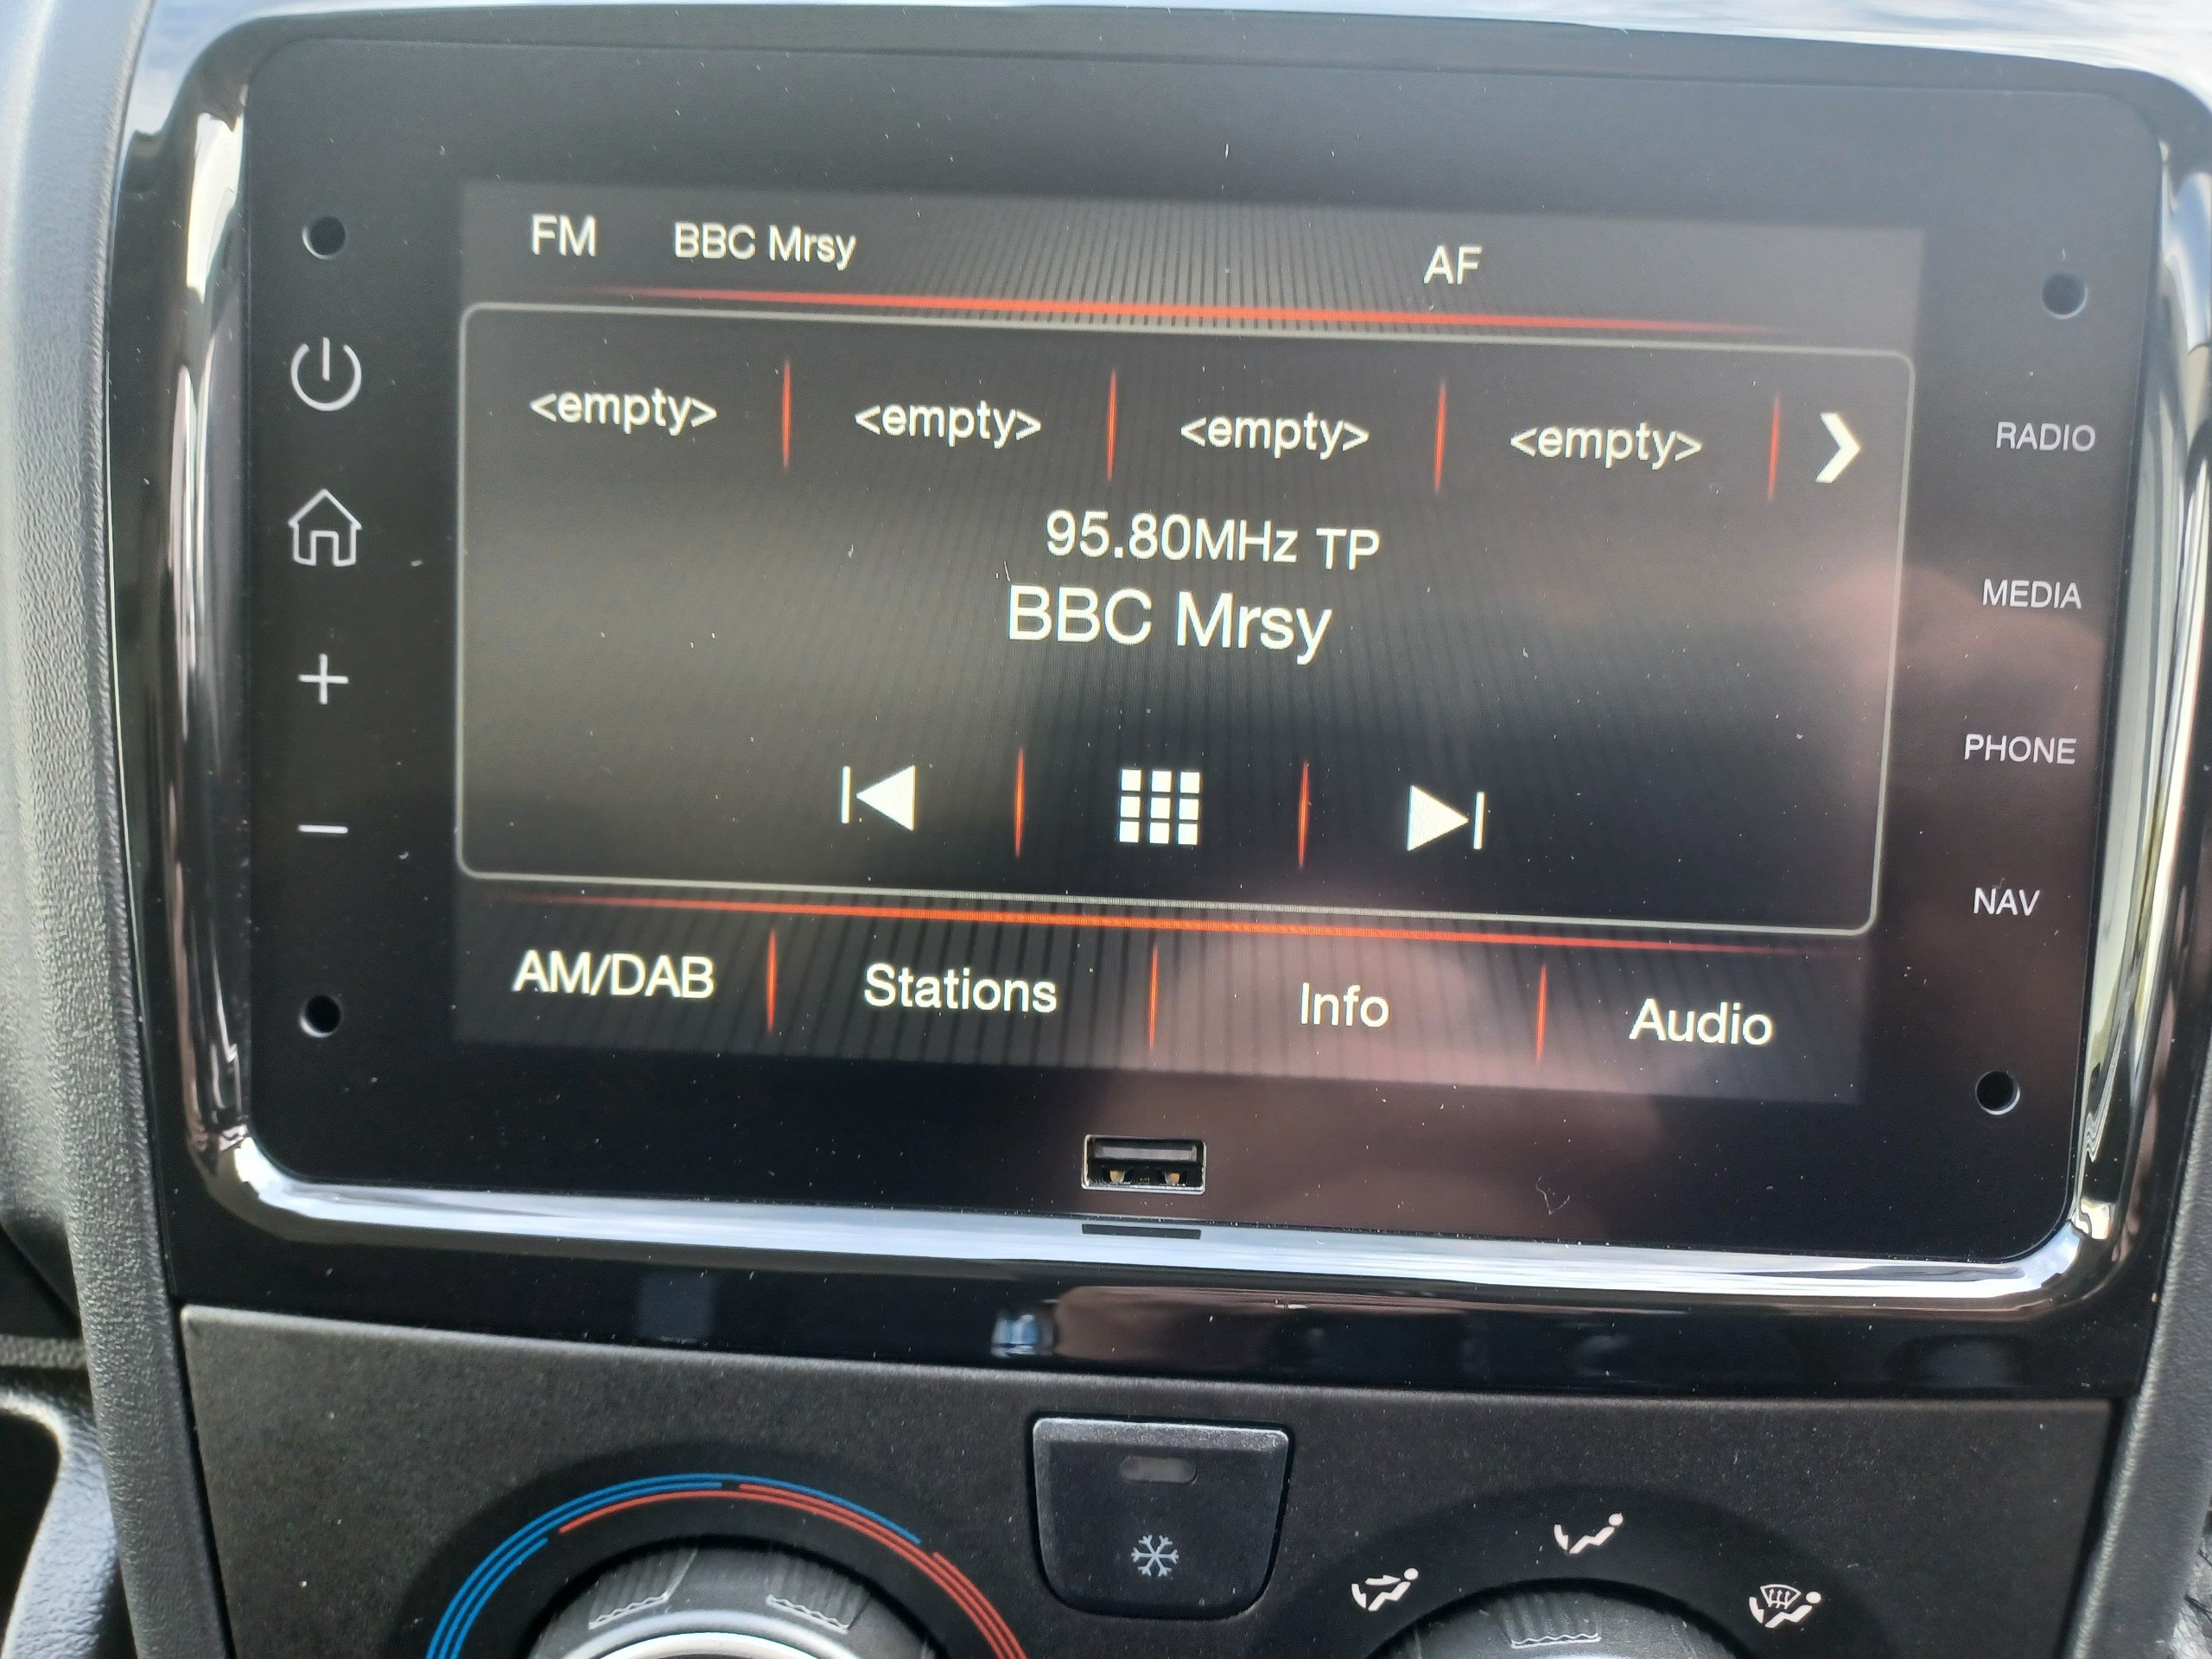 FM BBC Mrsy AF
<empty> <empty> <empty> <empty>
95.80MHz TP
BBC Mrsy
AM/DAB Stations Info Audio
RADIO
MEDIA
PHONE
NAV